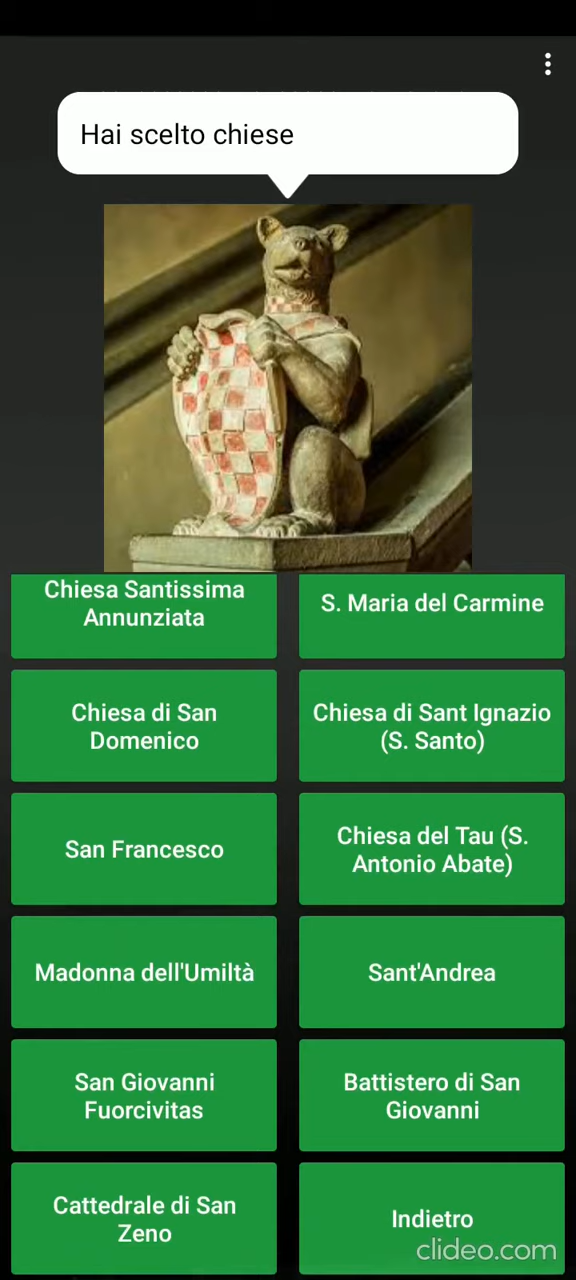 Hai scelto chiese
Chiesa Santissima
Annunziata
S. Maria del Carmine
Chiesa di San
Domenico
Chiesa di Sant Ignazio
(S. Santo)
San Francesco
Chiesa del Tau (S.
Antonio Abate)
Madonna dell'Umiltà
Sant'Andrea
San Giovanni
Fuorcivitas
Battistero di San
Giovanni
Cattedrale di San
Zeno
Indietro
clideo.com